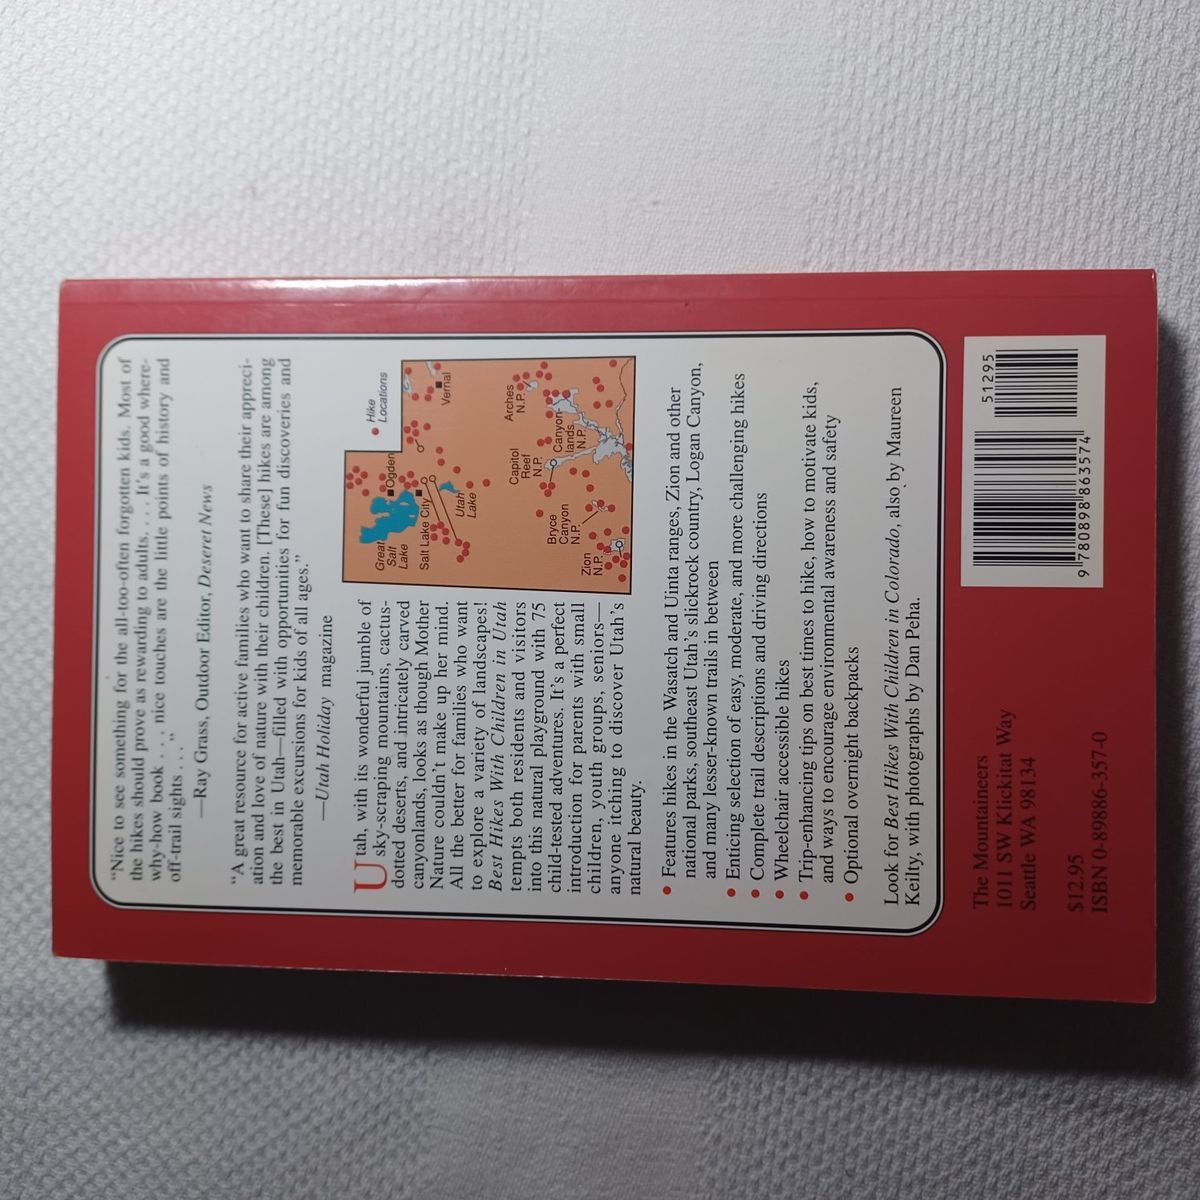 “Nice to see something for the all-too-often forgotten kids. Most of
the hikes should prove as rewarding to adults. . . . It’s a good where-
why-how book . . . . nice touches are the little points of history and
off-trail sights . . . .”
—Ray Grass, Outdoor Editor, Deseret News
“A great resource for active families who want to share their appreci-
ation and love of nature with their children. [These] hikes are among
the best in Utah—filled with opportunities for fun discoveries and
memorable excursions for kids of all ages.”
—Utah Holiday magazine
Utah, with its wonderful jumble of
sky-scraping mountains, cactus-
dotted deserts, and intricately carved
canyonlands, looks as though Mother
Nature couldn’t make up her mind.
All the better for families who want
to explore a variety of landscapes!
Best Hikes With Children in Utah
tempts both residents and visitors
into this natural playground with 75
child-tested adventures. It’s a perfect
introduction for parents with small
children, youth groups, seniors—
anyone itching to discover Utah’s
natural beauty.
Hike
Locations
Great
Salt
Lake
Ogden
Vernal
Salt Lake City
Utah
Lake
Capitol
Reef
N.P.
Arches
N.P.
Bryce
Canyon
N.P.
Canyon-
lands
N.P.
Zion
N.P.
• Features hikes in the Wasatch and Uinta ranges, Zion and other
national parks, southeast Utah’s slickrock country, Logan Canyon,
and many lesser-known trails in between
• Enticing selection of easy, moderate, and more challenging hikes
• Complete trail descriptions and driving directions
• Wheelchair accessible hikes
• Trip-enhancing tips on best times to hike, how to motivate kids,
and ways to encourage environmental awareness and safety
• Optional overnight backpacks
Look for Best Hikes With Children in Colorado, also by Maureen
Keilty, with photographs by Dan Peha.
The Mountaineers
1011 SW Klickitat Way
Seattle WA 98134
$12.95
ISBN 0-89886-357-0
51295
9 780898 863574